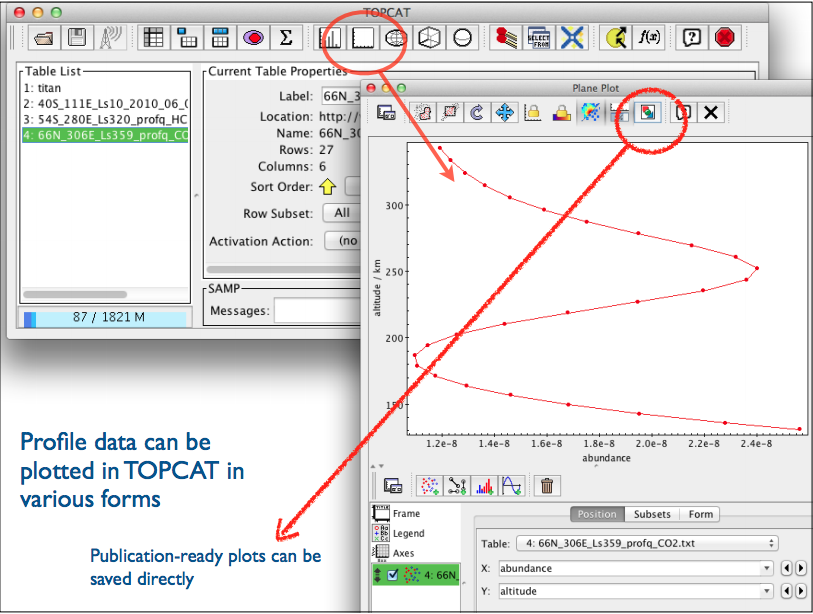 TOPCAT
SELECT
FROM
f(x)
?
Table List
1: titan
2: 40S_111E_Ls10_2010_06_(
3: 54S_280E_Ls320_profq_HC
4: 66N_306E_Ls359_profq_CO
87 / 1821 M
Current Table Properties
Label: 66N_3
Location: http://
Name: 66N_30
Rows: 27
Columns: 6
Sort Order:
Row Subset: All
Activation Action: (no
SAMP
Messages:
Plane Plot
altitude / km
300
250
200
150
1.2e-8 1.4e-8 1.6e-8 1.8e-8 2.0e-8 2.2e-8 2.4e-8
abundance
Frame
Legend
Axes
4: 66N_
Position Subsets Form
Table: 4: 66N_306E_Ls359_profq_CO2.txt
X: abundance
Y: altitude
Profile data can be
plotted in TOPCAT in
various forms
Publication-ready plots can be
saved directly